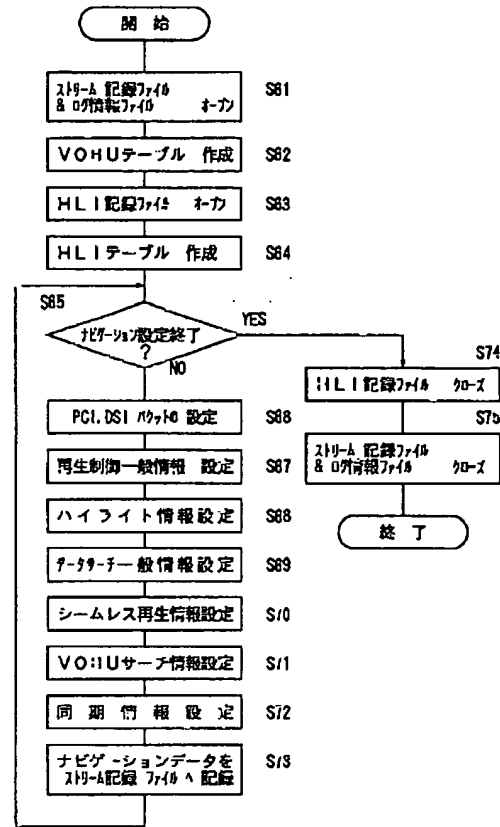 開 始
ストリーム 記録ファイル
& ログ情報ファイル オープン
S61
VOHUテーブル 作成
S62
HLI記録ファイル オープン
S63
HLIテーブル 作成
S64
S65
ナビゲーション設定終了
?
YES
NO
PCI,DSI パケットの 設定
S66
再生制御一般情報 設定
S67
ハイライト情報設定
S68
データサーチ一般情報設定
S69
シームレス再生情報設定
S70
VOHUサーチ情報設定
S71
同期情報設定
S72
ナビゲーションデータを
ストリーム記録 ファイルへ 記録
S73
S74
HLI記録ファイル クローズ
S75
ストリーム 記録ファイル
& ログ情報ファイル クローズ
終 了